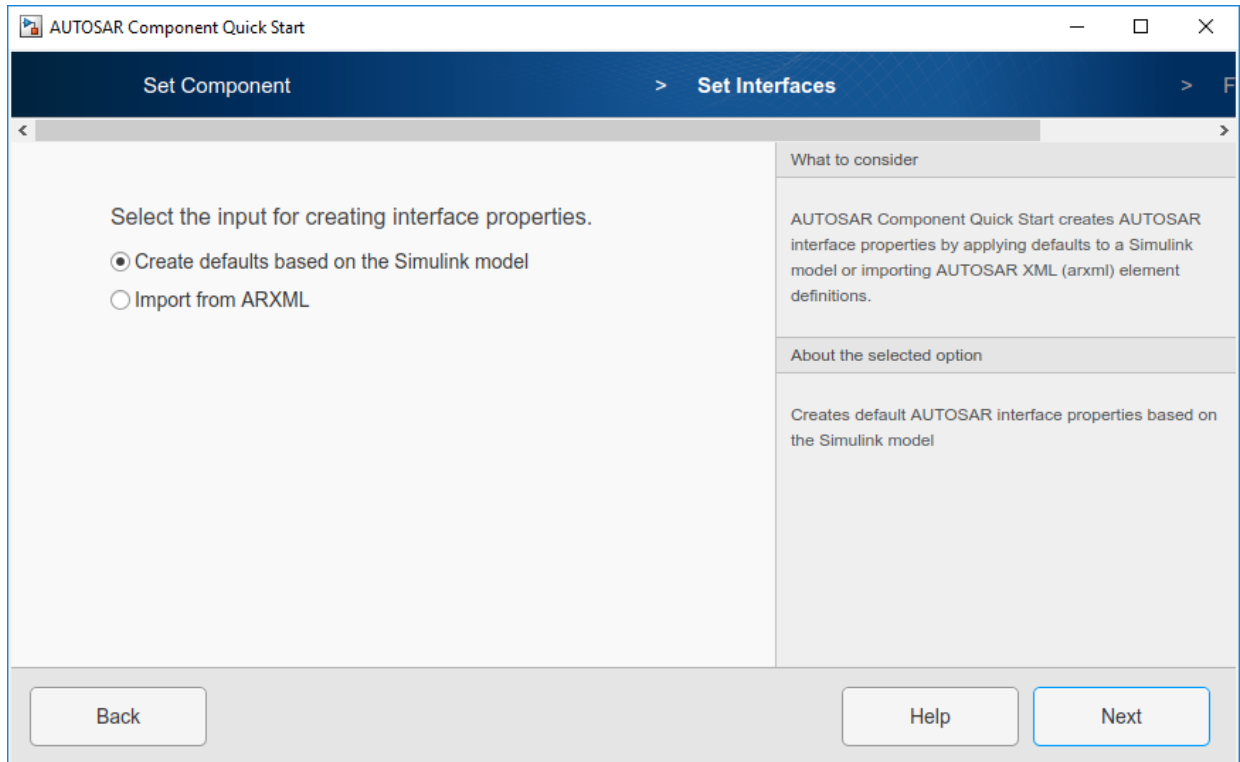 AUTOSAR Component Quick Start
Set Component > Set Interfaces > F
What to consider
AUTOSAR Component Quick Start creates AUTOSAR
interface properties by applying defaults to a Simulink
model or importing AUTOSAR XML (arxml) element
definitions.
Select the input for creating interface properties.
Create defaults based on the Simulink model
Import from ARXML
About the selected option
Creates default AUTOSAR interface properties based on
the Simulink model
Back
Help
Next